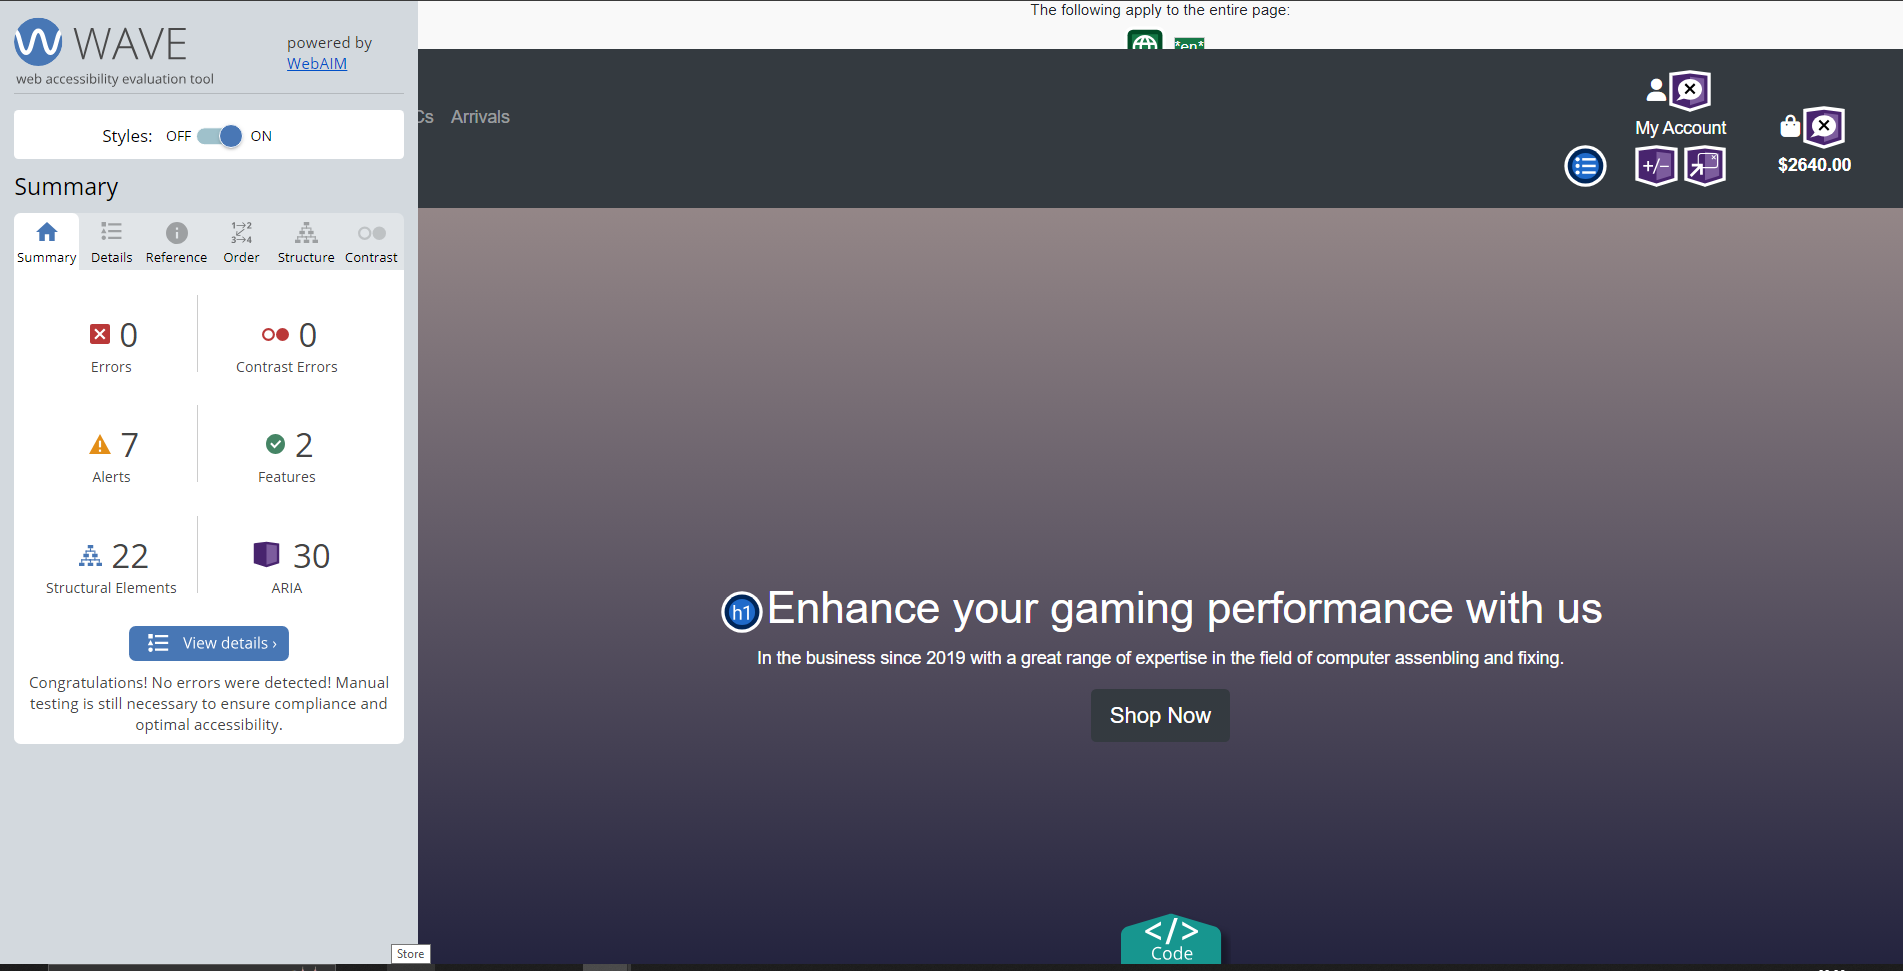 WAVE
powered by
WebAIM
web accessibility evaluation tool
Styles: OFF ON
Summary
Summary Details Reference Order Structure Contrast
0
Errors
0
Contrast Errors
7
Alerts
2
Features
22
Structural Elements
30
ARIA
View details ›
Congratulations! No errors were detected! Manual
testing is still necessary to ensure compliance and
optimal accessibility.
The following apply to the entire page:
*en*
Cs Arrivals
My Account
+/-
$2640.00
h1 Enhance your gaming performance with us
In the business since 2019 with a great range of expertise in the field of computer assenbling and fixing.
Shop Now
</>
Code
Store